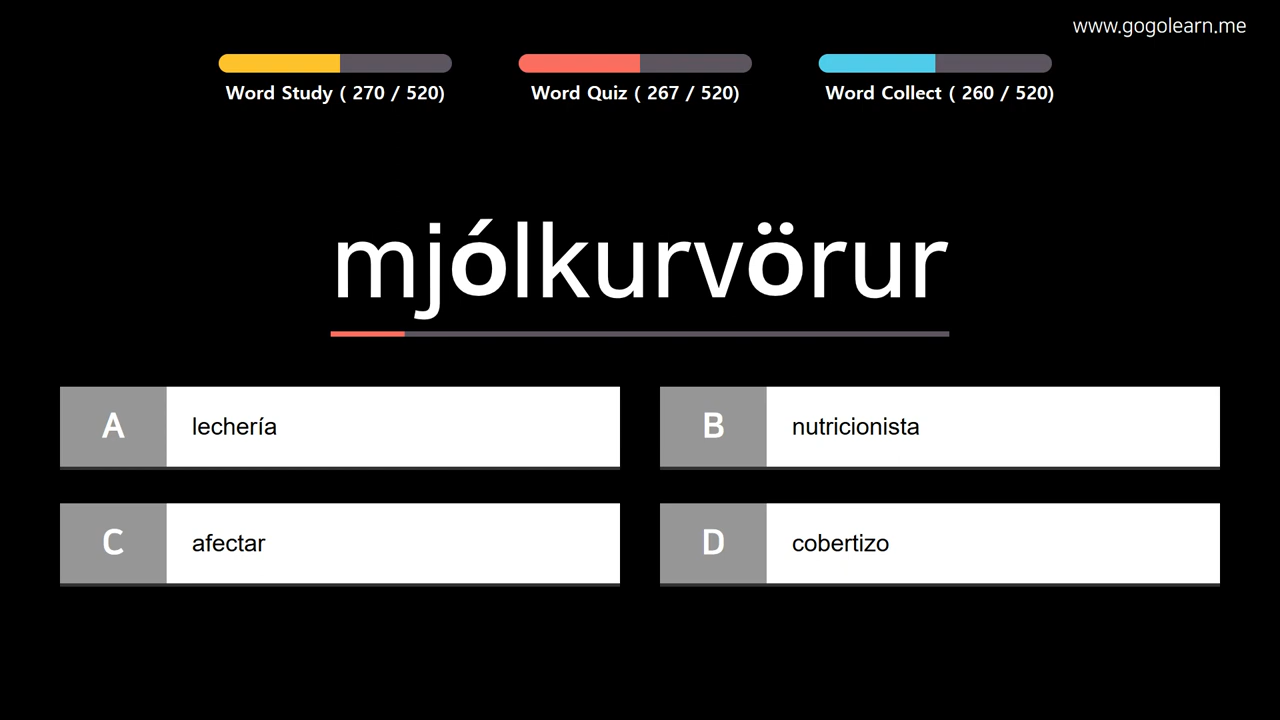 www.gogolearn.me
Word Study ( 270 / 520)
Word Quiz ( 267 / 520)
Word Collect ( 260 / 520)
mjólkurvörur
A lechería
B nutricionista
C afectar
D cobertizo